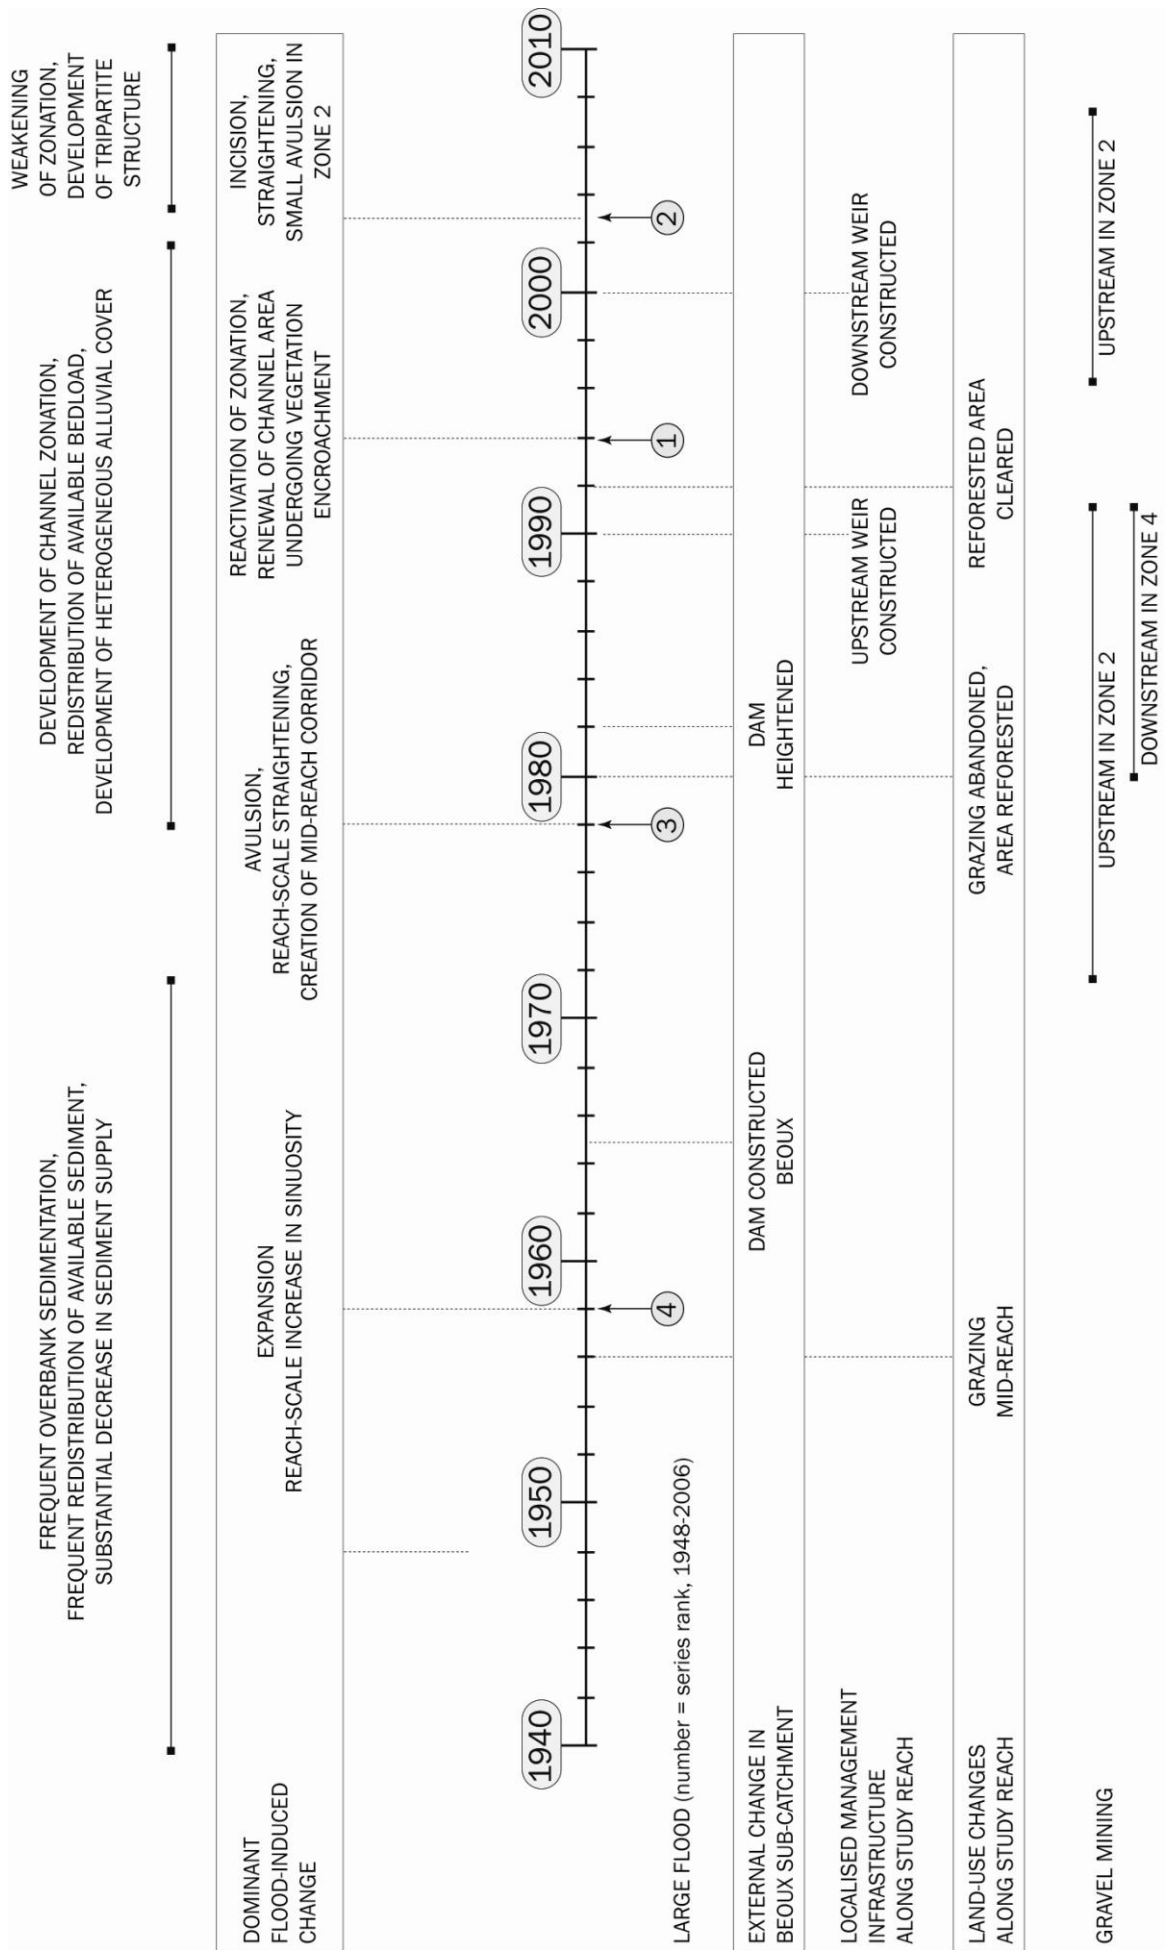 FREQUENT OVERBANK SEDIMENTATION,
FREQUENT REDISTRIBUTION OF AVAILABLE SEDIMENT,
SUBSTANTIAL DECREASE IN SEDIMENT SUPPLY
DEVELOPMENT OF CHANNEL ZONATION,
REDISTRIBUTION OF AVAILABLE BEDLOAD,
DEVELOPMENT OF HETEROGENEOUS ALLUVIAL COVER
WEAKENING
OF ZONATION,
DEVELOPMENT
OF TRIPARTITE
STRUCTURE
DOMINANT
FLOOD-INDUCED
CHANGE
EXPANSION
REACH-SCALE INCREASE IN SINUOSITY
AVULSION,
REACH-SCALE STRAIGHTENING,
CREATION OF MID-REACH CORRIDOR
REACTIVATION OF ZONATION,
RENEWAL OF CHANNEL AREA
UNDERGOING VEGETATION
ENCROACHMENT
INCISION,
STRAIGHTENING,
SMALL AVULSION IN
ZONE 2
1940
1950
1960
1970
1980
1990
2000
2010
LARGE FLOOD (number = series rank, 1948-2006)
4
3
1
2
EXTERNAL CHANGE IN
BEOUX SUB-CATCHMENT
DAM CONSTRUCTED
BEOUX
DAM
HEIGHTENED
LOCALISED MANAGEMENT
INFRASTRUCTURE
ALONG STUDY REACH
UPSTREAM WEIR
CONSTRUCTED
DOWNSTREAM WEIR
CONSTRUCTED
LAND-USE CHANGES
ALONG STUDY REACH
GRAZING
MID-REACH
GRAZING ABANDONED,
AREA REFORESTED
REFORESTED AREA
CLEARED
GRAVEL MINING
UPSTREAM IN ZONE 2
UPSTREAM IN ZONE 2
DOWNSTREAM IN ZONE 4